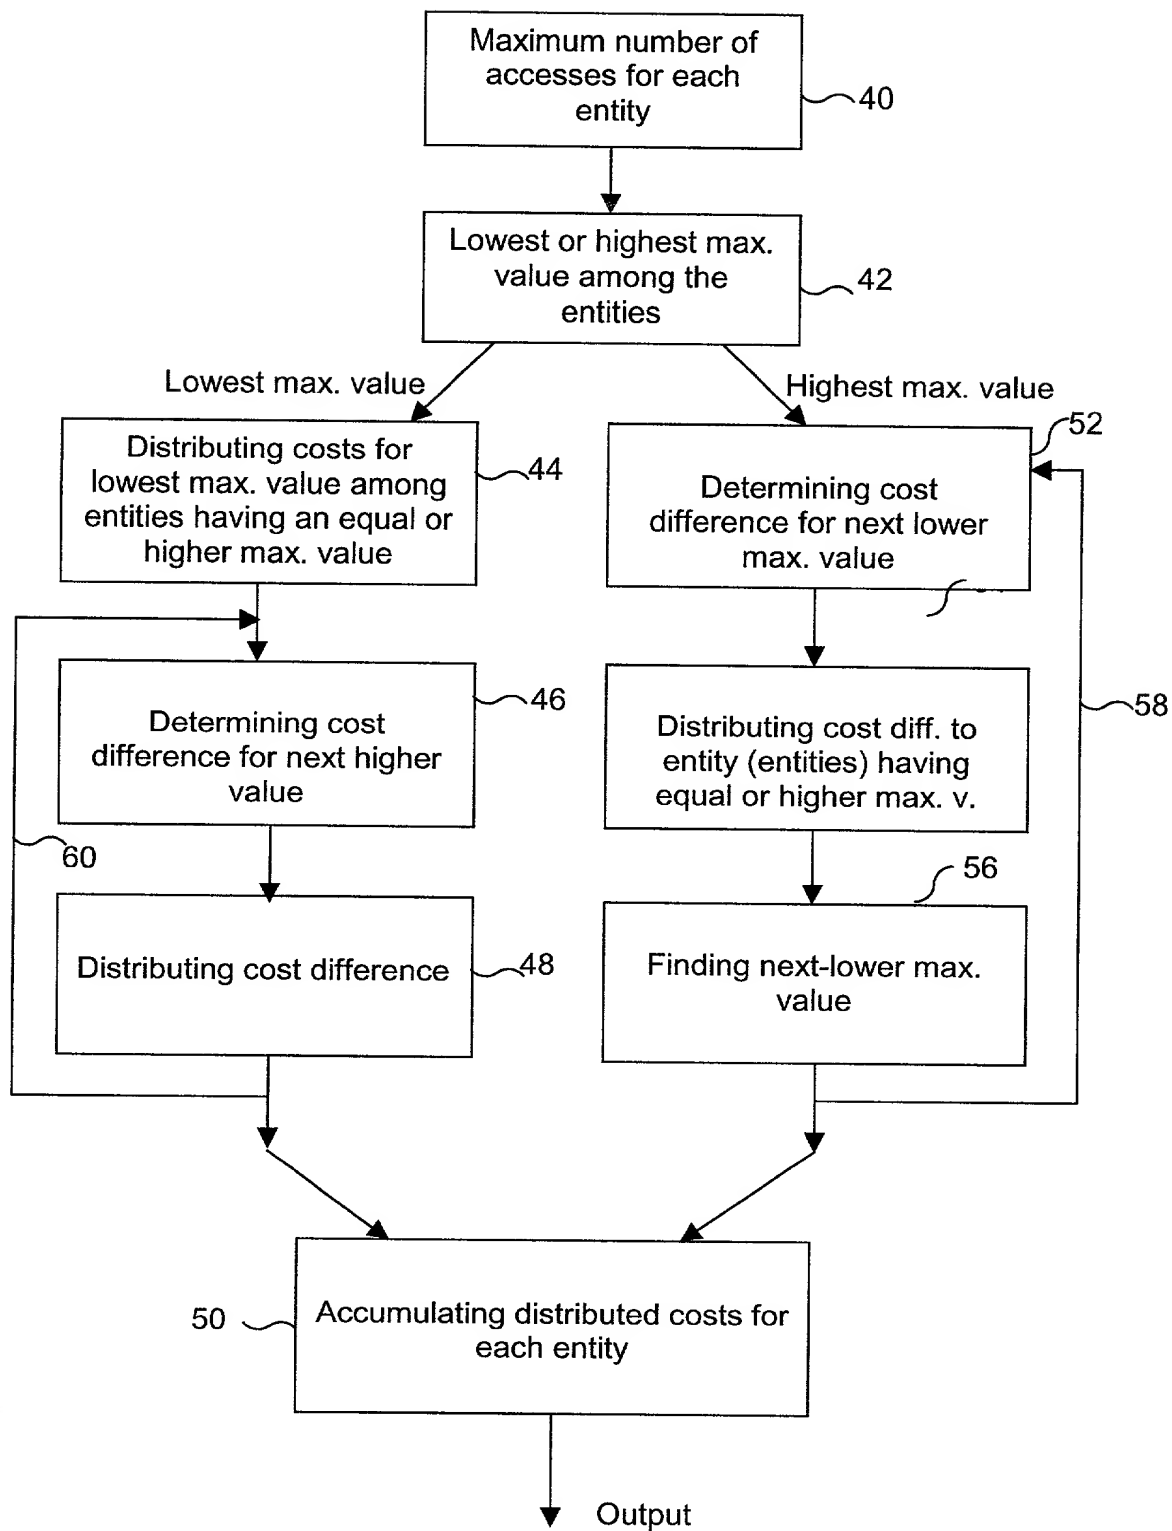 Maximum number of
accesses for each
entity
40
Lowest or highest max.
value among the
entities
42
Lowest max. value
Highest max. value
Distributing costs for
lowest max. value among
entities having an equal or
higher max. value
44
52
Determining cost
difference for next lower
max. value
Determining cost
difference for next higher
value
46
Distributing cost diff. to
entity (entities) having
equal or higher max. v.
58
60
Distributing cost difference
48
56
Finding next-lower max.
value
50
Accumulating distributed costs for
each entity
Output